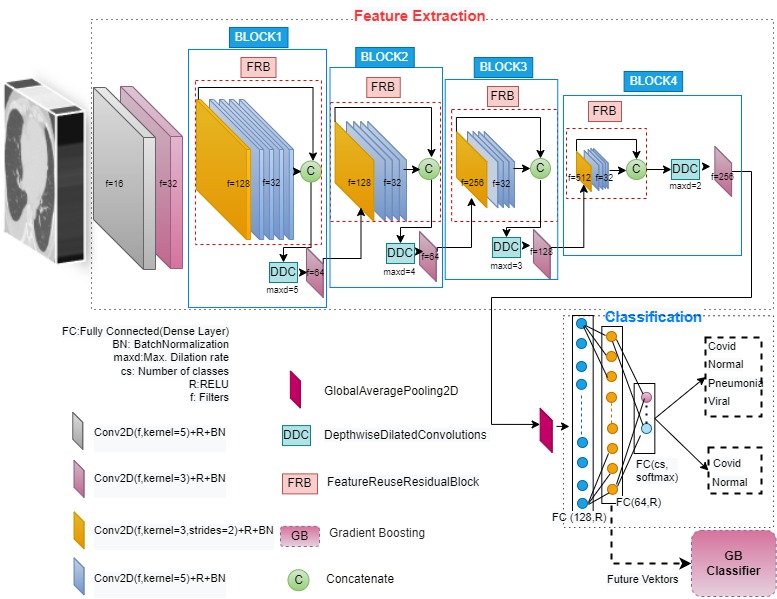 Feature Extraction
BLOCK1
BLOCK2
BLOCK3
BLOCK4
FRB
FRB
FRB
FRB
f=16
f=32
f=128
f=32
C
f=128
f=32
C
f=256
f=32
C
f=512
f=32
C
DDC
maxd=2
f=256
DDC
maxd=5
f=64
DDC
maxd=4
f=64
DDC
maxd=3
f=128
FC:Fully Connected(Dense Layer)
BN: BatchNormalization
maxd:Max. Dilation rate
cs: Number of classes
R:RELU
f: Filters
Conv2D(f,kernel=5)+R+BN
Conv2D(f,kernel=3)+R+BN
Conv2D(f,kernel=3,strides=2)+R+BN
Conv2D(f,kernel=5)+R+BN
GlobalAveragePooling2D
DDC
DepthwiseDilatedConvolutions
FRB
FeatureReuseResidualBlock
GB
Gradient Boosting
C
Concatenate
Classification
Covid
Normal
Pneumonia
Viral
Covid
Normal
FC(cs,
softmax)
FC(64,R)
FC (128,R)
Future Vektors
GB
Classifier